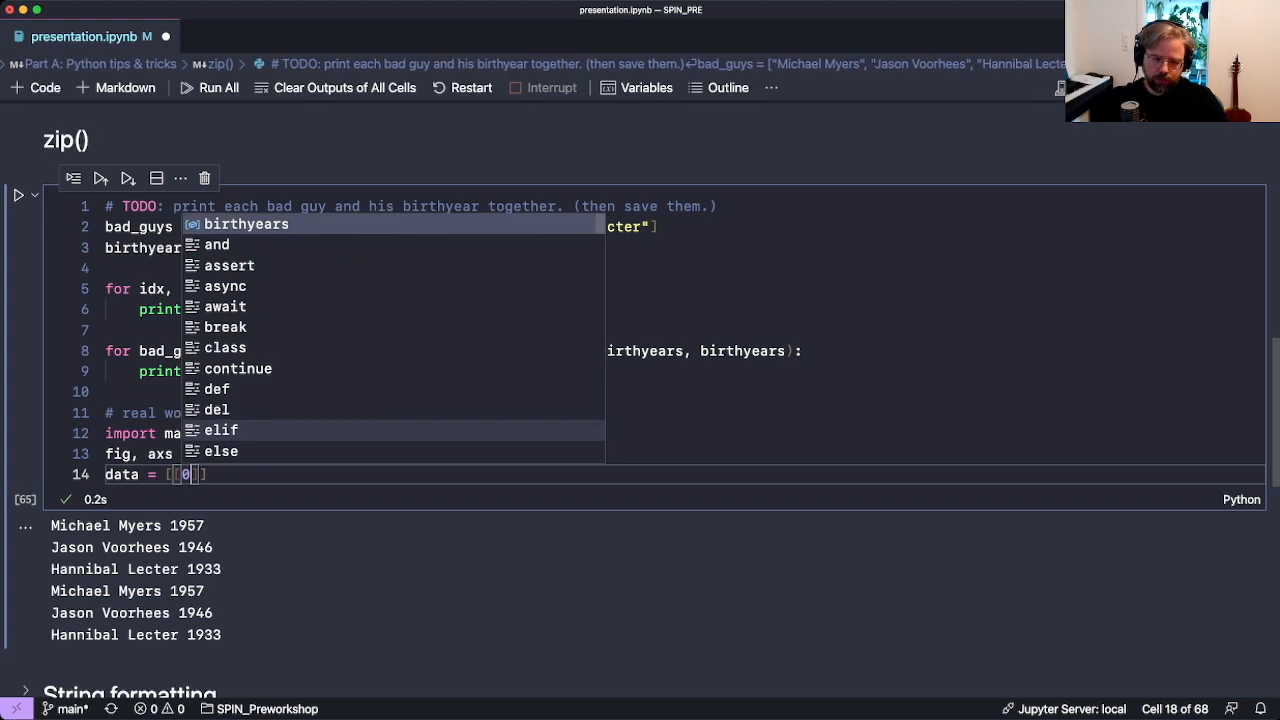 presentation.ipynb — SPIN_PRE
presentation.ipynb M
Part A: Python tips & tricks > zip() > # TODO: print each bad guy and his birthyear together. (then save them.)↵bad_guys = ["Michael Myers", "Jason Voorhees", "Hannibal Lecter
+ Code + Markdown Run All Clear Outputs of All Cells Restart Interrupt Variables Outline ...
zip()
1 # TODO: print each bad guy and his birthyear together. (then save them.)
2 bad_guys cter"]
3 birthyear
4
5 for idx,
6 print
7
8 for bad_g irthyears, birthyears):
9 print
10
11 # real wo
12 import ma
13 fig, axs
14 data = [[0]]
birthyears
and
assert
async
await
break
class
continue
def
del
elif
else
[65] 0.2s Python
Michael Myers 1957
Jason Voorhees 1946
Hannibal Lecter 1933
Michael Myers 1957
Jason Voorhees 1946
Hannibal Lecter 1933
String formatting
main* 0 0 SPIN_Preworkshop Jupyter Server: local Cell 18 of 68